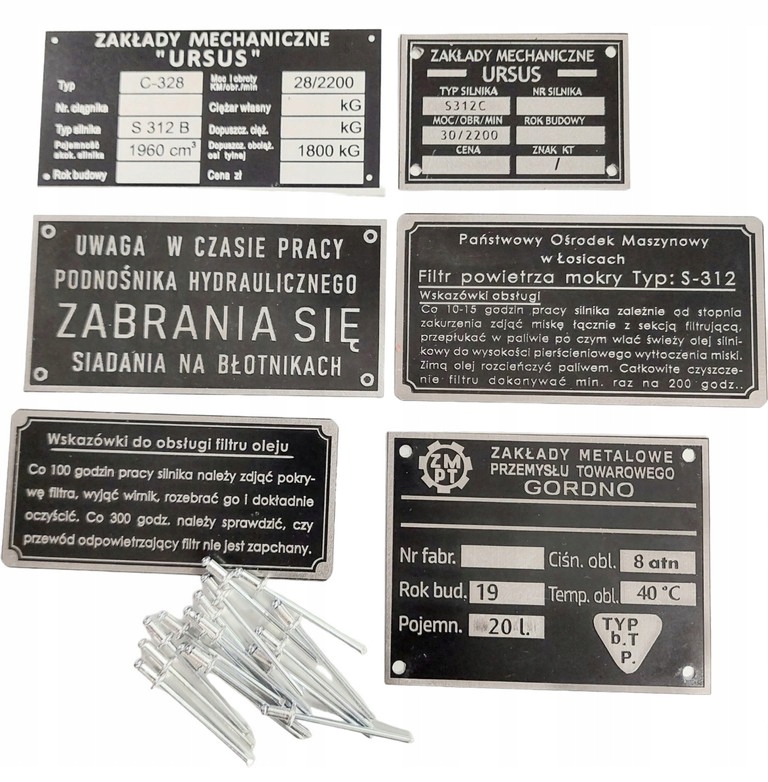 ZAKŁADY MECHANICZNE
"URSUS"
Typ C-328 Moc i obroty KM/obr./min 28/2200
Nr. ciągnika Ciężar własny kG
Typ silnika S 312 B Dopuszcz. cięż. kG
Pojemność skok. silnika 1960 cm³ Dopuszcz. obciąż. osi tylnej 1800 kG
Rok budowy Cena zł
ZAKŁADY MECHANICZNE
URSUS
TYP SILNIKA NR SILNIKA
S312C
MOC/OBR/MIN ROK BUDOWY
30/2200
CENA ZNAK KT
/
UWAGA W CZASIE PRACY
PODNOŚNIKA HYDRAULICZNEGO
ZABRANIA SIĘ
SIADANIA NA BŁOTNIKACH
Państwowy Ośrodek Maszynowy
w Łosicach
Filtr powietrza mokry Typ: S-312
Wskazówki obsługi
Co 10-15 godzin pracy silnika zależnie od stopnia
zakurzenia zdjąć miskę łącznie z sekcją filtrującą,
przepłukać w paliwie po czym wlać świeży olej silni-
kowy do wysokości pierścieniowego wytłoczenia miski.
Zimą olej rozcieńczyć paliwem. Całkowite czyszcze-
nie filtru dokonywać min. raz na 200 godz..
Wskazówki do obsługi filtru oleju
Co 100 godzin pracy silnika należy zdjąć pokry-
wę filtra, wyjąć wirnik, rozebrać go i dokładnie
oczyścić. Co 300 godz. należy sprawdzić, czy
przewód odpowietrzający filtr nie jest zapchany.
ZM
PT
ZAKŁADY METALOWE
PRZEMYSŁU TOWAROWEGO
GORDNO
Nr fabr. Ciśn. obl. 8 atn
Rok bud. 19 Temp. obl. 40 °C
Pojemn. 20 l.
TYP
b.T
P.